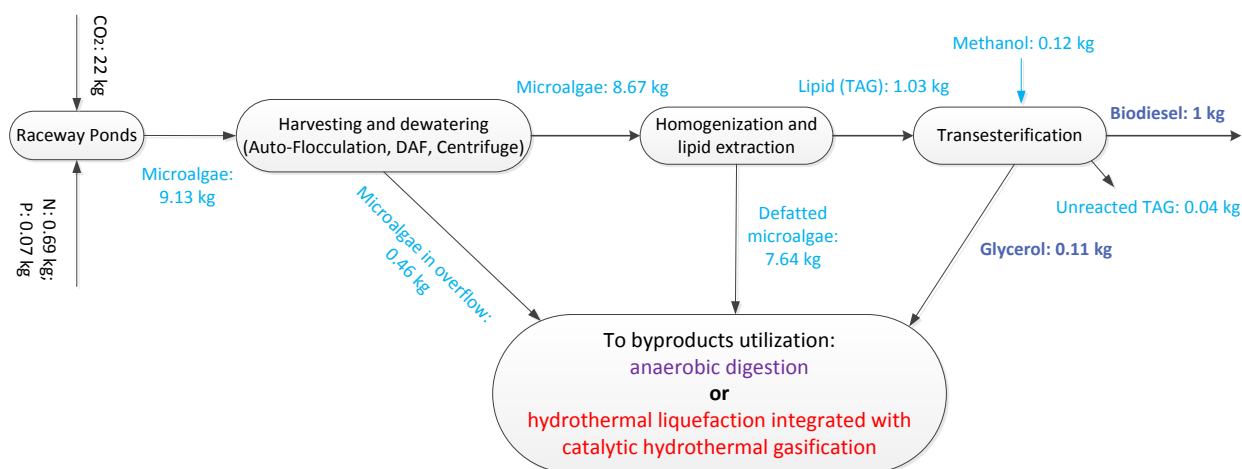 CO₂: 22 kg
Raceway Ponds
N: 0.69 kg;
P: 0.07 kg
Microalgae:
9.13 kg
Harvesting and dewatering
(Auto-Flocculation, DAF, Centrifuge)
Microalgae in overflow:
0.46 kg
Microalgae: 8.67 kg
Homogenization and
lipid extraction
Defatted
microalgae:
7.64 kg
Lipid (TAG): 1.03 kg
Methanol: 0.12 kg
Transesterification
Biodiesel: 1 kg
Unreacted TAG: 0.04 kg
Glycerol: 0.11 kg
To byproducts utilization:
anaerobic digestion
or
hydrothermal liquefaction integrated with
catalytic hydrothermal gasification